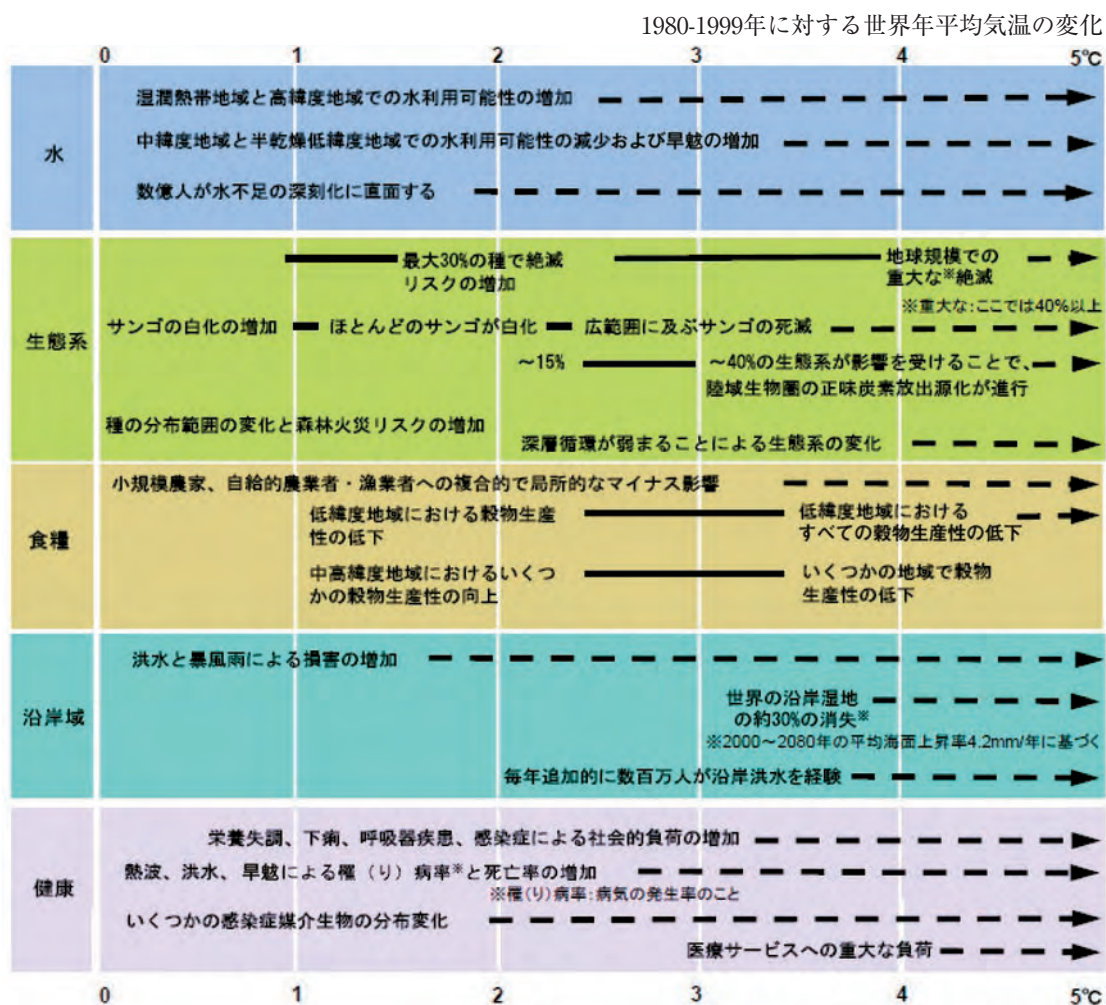 1980-1999年に対する世界年平均気温の変化
0 1 2 3 4 5℃
水
湿潤熱帯地域と高緯度地域での水利用可能性の増加
中緯度地域と半乾燥低緯度地域での水利用可能性の減少および旱魃の増加
数億人が水不足の深刻化に直面する
生態系
最大30%の種で絶滅
リスクの増加
地球規模での
重大な※絶滅
※重大な:ここでは40%以上
サンゴの白化の増加
ほとんどのサンゴが白化
広範囲に及ぶサンゴの死滅
～15%
～40%の生態系が影響を受けることで、
陸域生物圏の正味炭素放出源化が進行
種の分布範囲の変化と森林火災リスクの増加
深層循環が弱まることによる生態系の変化
食糧
小規模農家、自給的農業者・漁業者への複合的で局所的なマイナス影響
低緯度地域における穀物生産
性の低下
低緯度地域における
すべての穀物生産性の低下
中高緯度地域におけるいくつ
かの穀物生産性の向上
いくつかの地域で穀物
生産性の低下
沿岸域
洪水と暴風雨による損害の増加
世界の沿岸湿地
の約30%の消失※
※2000～2080年の平均海面上昇率4.2mm/年に基づく
毎年追加的に数百万人が沿岸洪水を経験
健康
栄養失調、下痢、呼吸器疾患、感染症による社会的負荷の増加
熱波、洪水、旱魃による罹（り）病率※と死亡率の増加
※罹(り)病率:病気の発生率のこと
いくつかの感染症媒介生物の分布変化
医療サービスへの重大な負荷
0 1 2 3 4 5℃